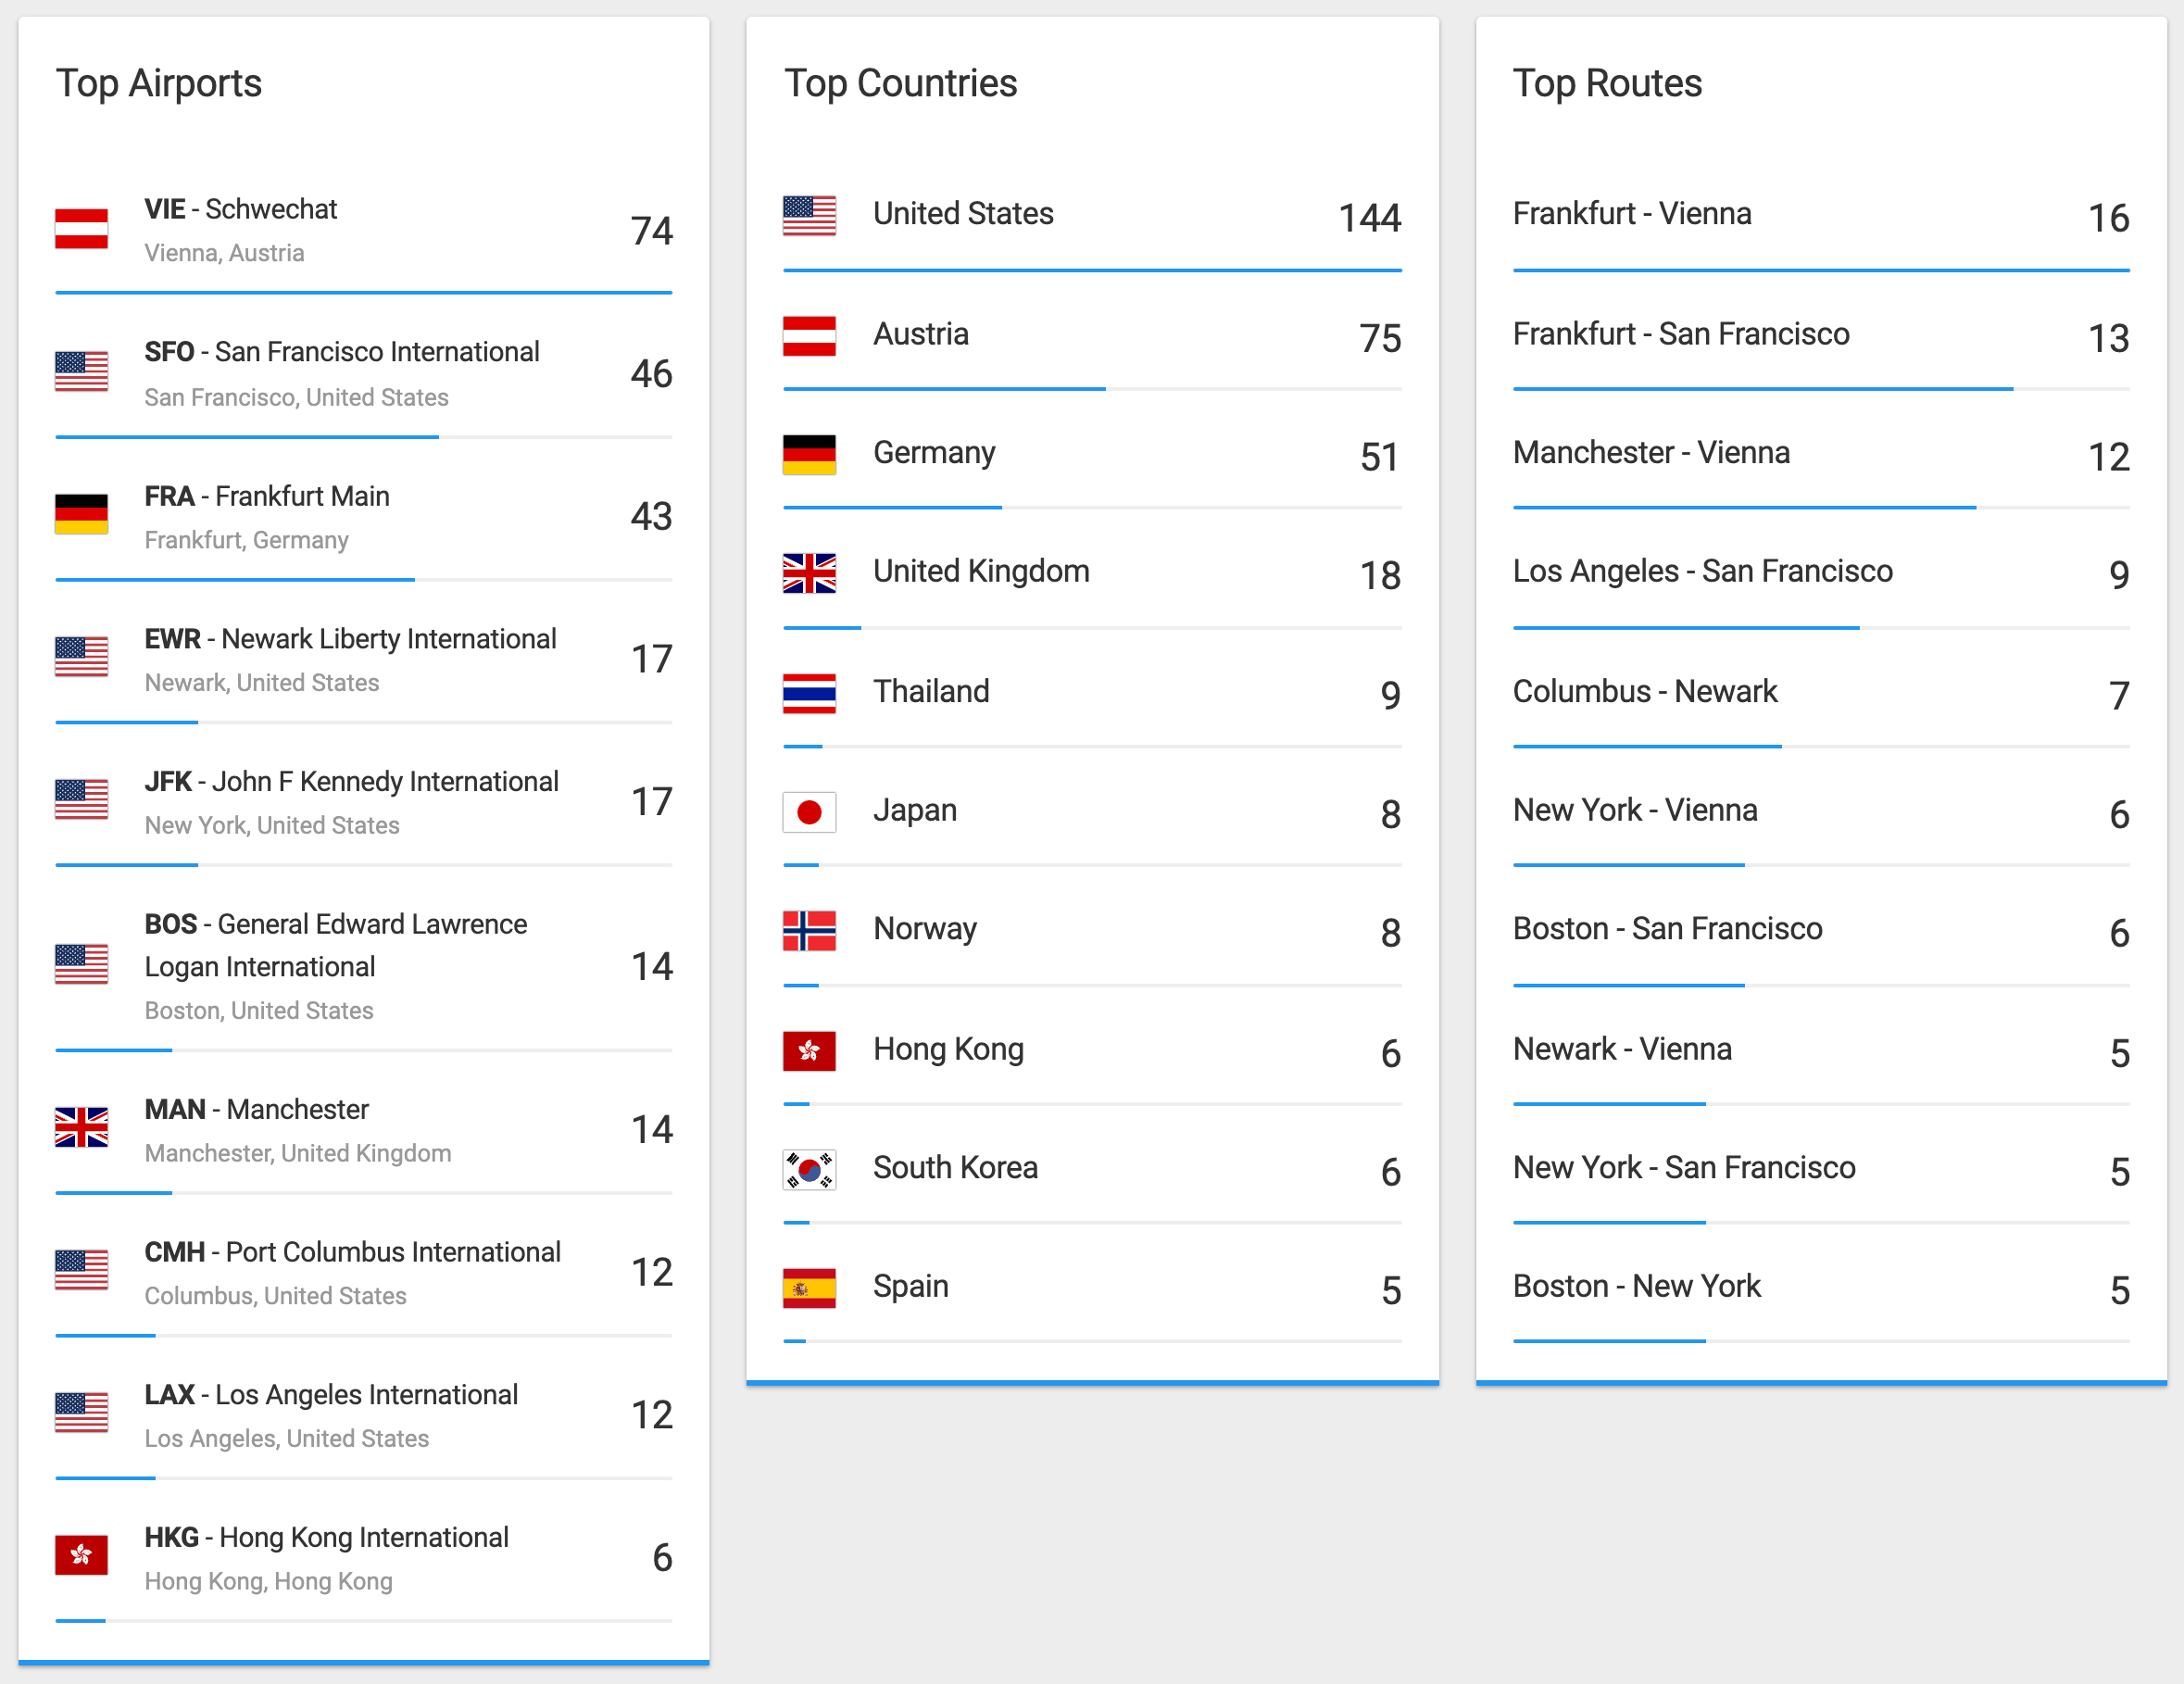 Top Airports
VIE - Schwechat
Vienna, Austria
74
SFO - San Francisco International
San Francisco, United States
46
FRA - Frankfurt Main
Frankfurt, Germany
43
EWR - Newark Liberty International
Newark, United States
17
JFK - John F Kennedy International
New York, United States
17
BOS - General Edward Lawrence
Logan International
Boston, United States
14
MAN - Manchester
Manchester, United Kingdom
14
CMH - Port Columbus International
Columbus, United States
12
LAX - Los Angeles International
Los Angeles, United States
12
HKG - Hong Kong International
Hong Kong, Hong Kong
6
Top Countries
United States 144
Austria 75
Germany 51
United Kingdom 18
Thailand 9
Japan 8
Norway 8
Hong Kong 6
South Korea 6
Spain 5
Top Routes
Frankfurt - Vienna 16
Frankfurt - San Francisco 13
Manchester - Vienna 12
Los Angeles - San Francisco 9
Columbus - Newark 7
New York - Vienna 6
Boston - San Francisco 6
Newark - Vienna 5
New York - San Francisco 5
Boston - New York 5